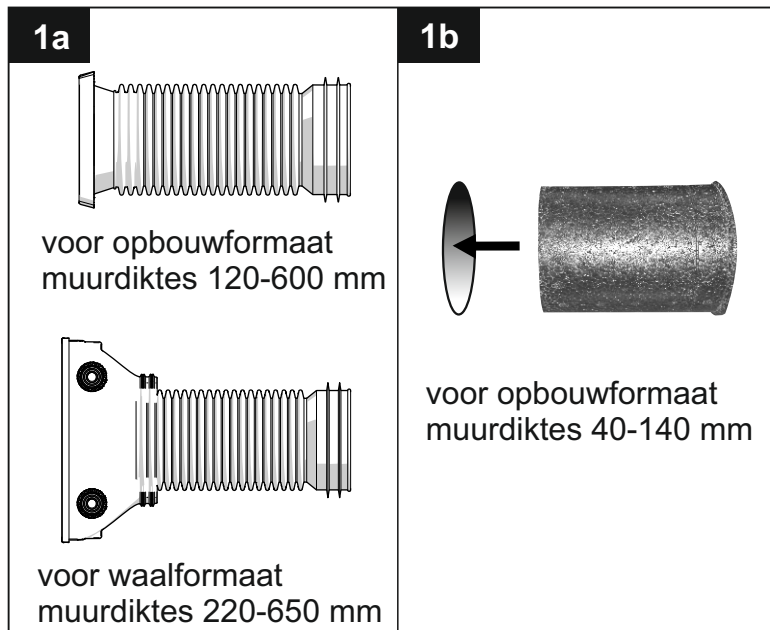 1a
voor opbouwformaat
muurdiktes 120-600 mm
voor waalformaat
muurdiktes 220-650 mm
1b
voor opbouwformaat
muurdiktes 40-140 mm